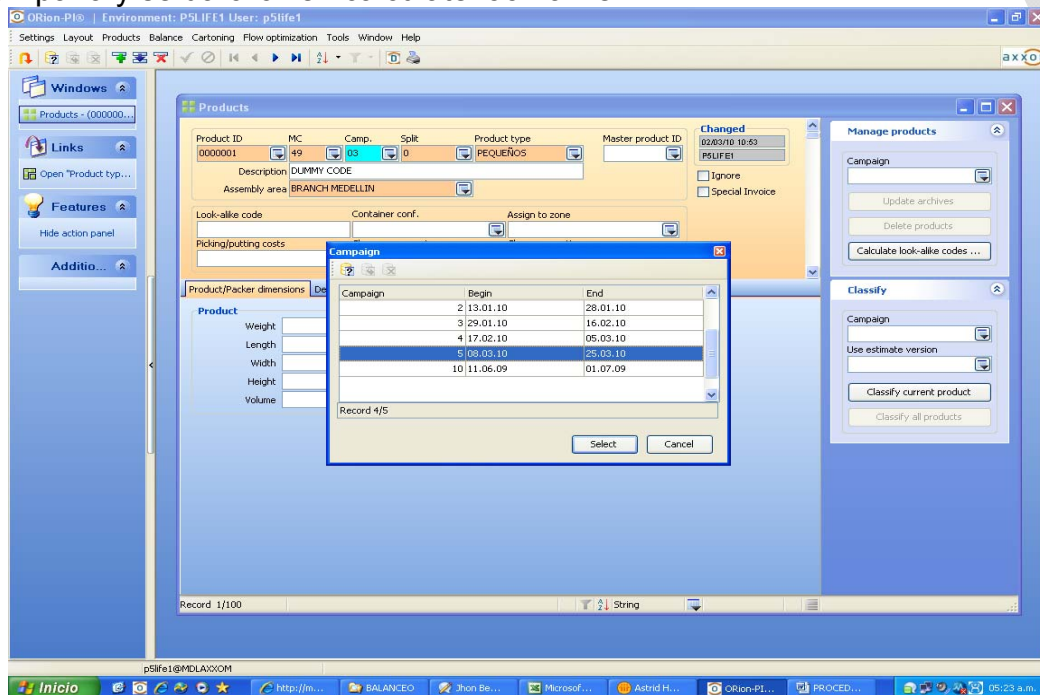 ORion-PI® | Environment: P5LIFE1 User: p5life1
Settings Layout Products Balance Cartoning Flow optimization Tools Window Help
axxo
Windows
Products - (000000...
Links
Open "Product typ...
Features
Hide action panel
Additio...
Products
Product ID MC Camp. Split Product type Master product ID
0000001 49 03 0 PEQUEÑOS
Description DUMMY CODE
Assembly area BRANCH MEDELLIN
Changed
02/03/10 10:53
P5LIFE1
Ignore
Special Invoice
Look-alike code Container conf. Assign to zone
Picking/putting costs
Product/Packer dimensions De
Product
Weight
Length
Width
Height
Volume
Campaign
Campaign Begin End
2 13.01.10 28.01.10
3 29.01.10 16.02.10
4 17.02.10 05.03.10
5 08.03.10 25.03.10
10 11.06.09 01.07.09
Record 4/5
Select Cancel
Manage products
Campaign
Update archives
Delete products
Calculate look-alike codes ...
Classify
Campaign
Use estimate version
Classify current product
Classify all products
Record 1/100 String
p5life1@MDLAXXOM
Inicio http://m... BALANCEO Jhon Be... Microsof... Astrid H... ORion-PI... PROCED... 05:23 a.m.